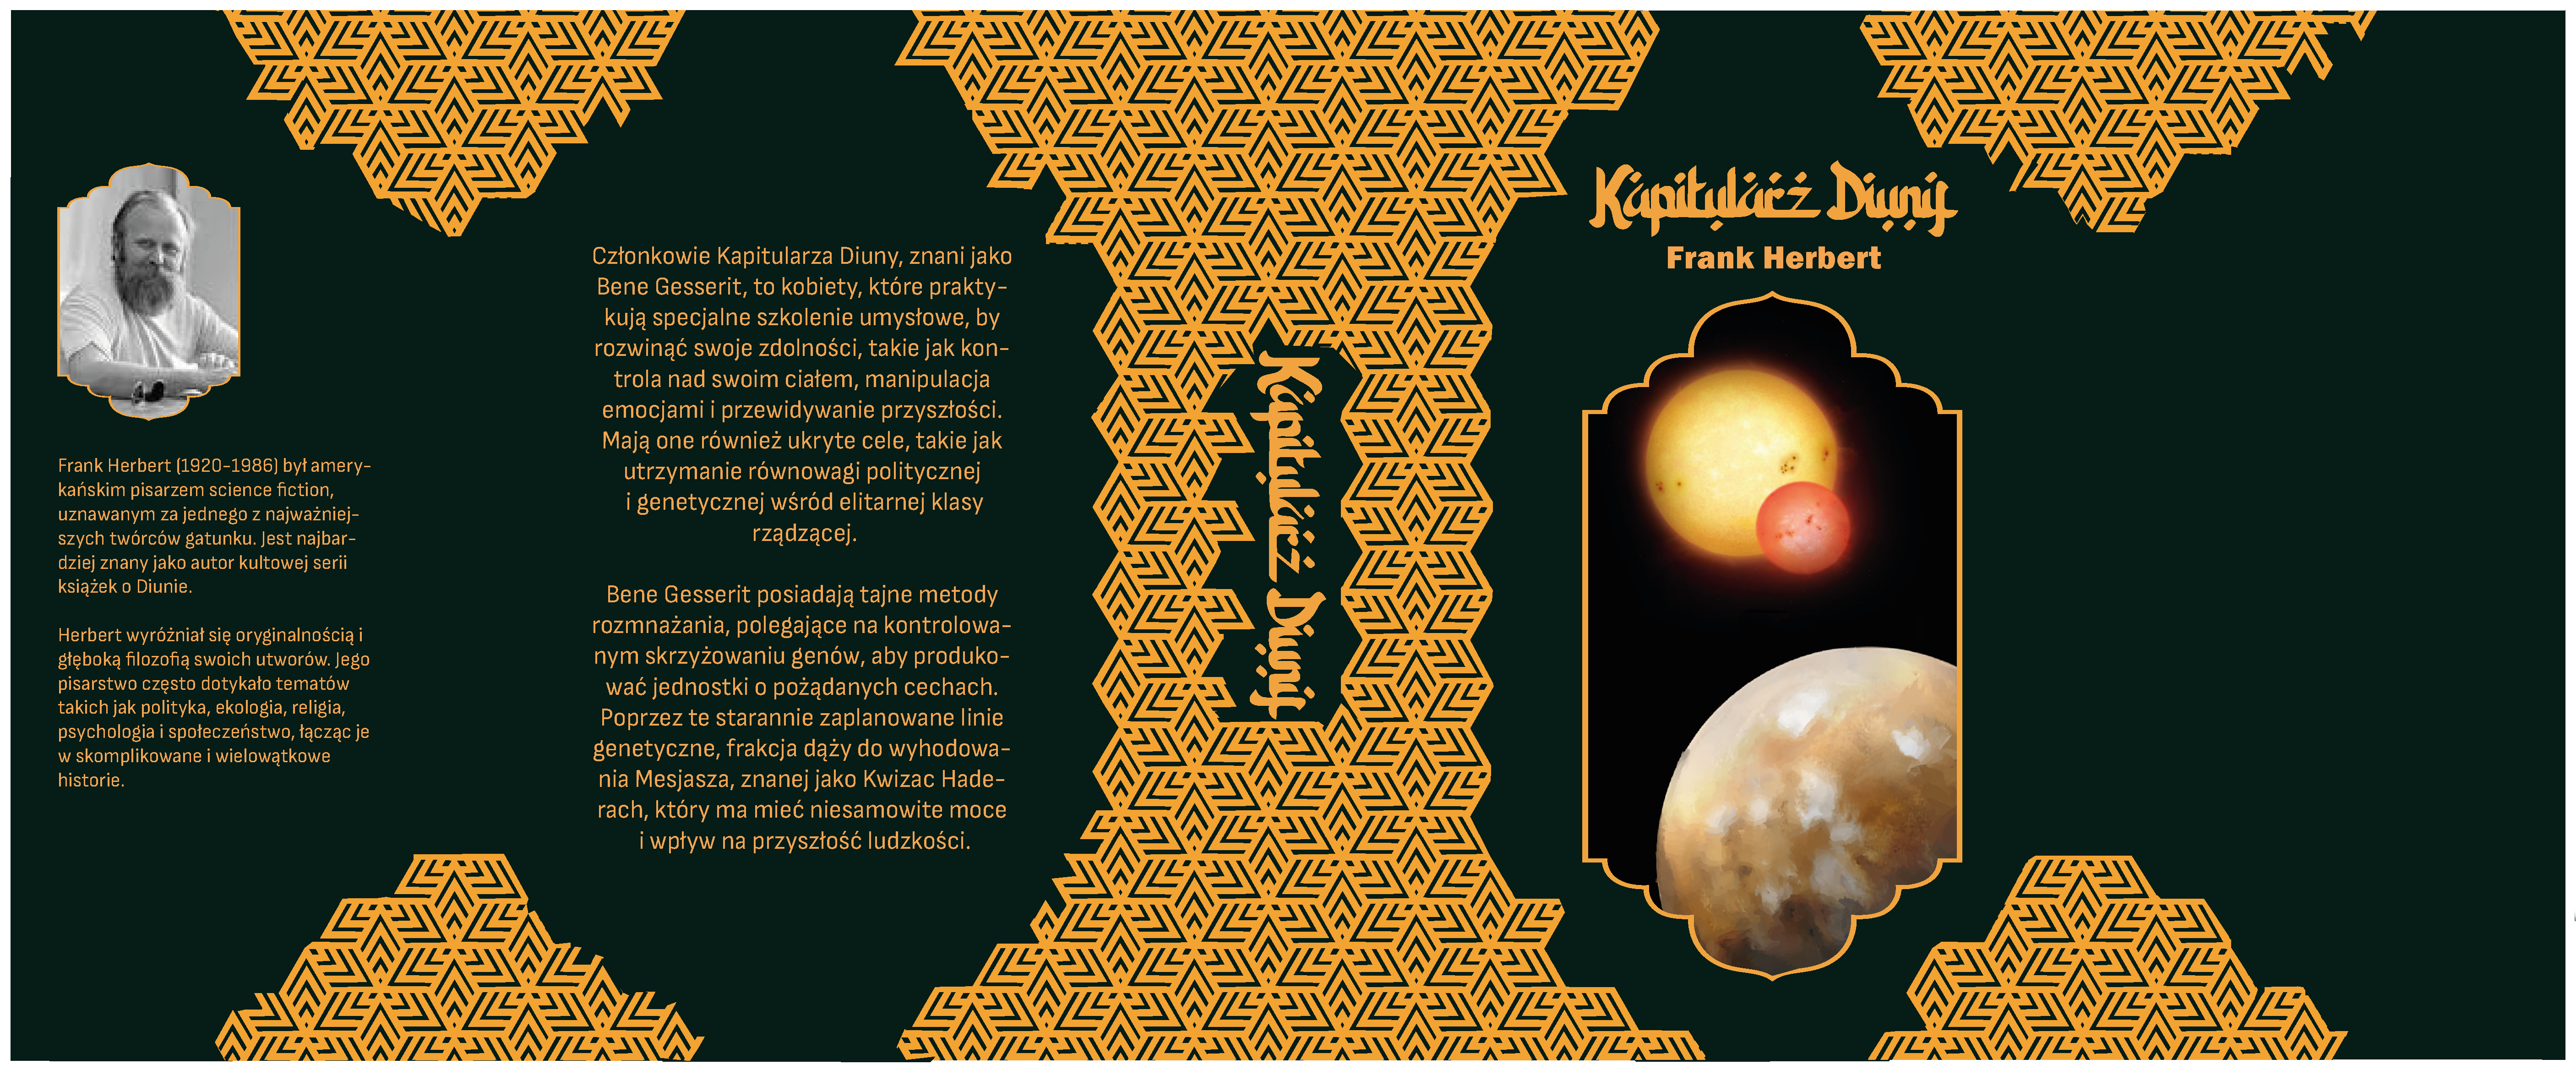 Frank Herbert (1920-1986) był amery-
kańskim pisarzem science fiction,
uznawanym za jednego z najważniej-
szych twórców gatunku. Jest najbar-
dziej znany jako autor kultowej serii
książek o Diunie.
Herbert wyróżniał się oryginalnością i
głęboką filozofią swoich utworów. Jego
pisarstwo często dotykało tematów
takich jak polityka, ekologia, religia,
psychologia i społeczeństwo, łącząc je
w skomplikowane i wielowątkowe
historie.
Członkowie Kapitularza Diuny, znani jako
Bene Gesserit, to kobiety, które prakty-
kują specjalne szkolenie umysłowe, by
rozwinąć swoje zdolności, takie jak kon-
trola nad swoim ciałem, manipulacja
emocjami i przewidywanie przyszłości.
Mają one również ukryte cele, takie jak
utrzymanie równowagi politycznej
i genetycznej wśród elitarnej klasy
rządzącej.
Bene Gesserit posiadają tajne metody
rozmnażania, polegające na kontrolowa-
nym skrzyżowaniu genów, aby produko-
wać jednostki o pożądanych cechach.
Poprzez te starannie zaplanowane linie
genetyczne, frakcja dąży do wyhodowa-
nia Mesjasza, znanej jako Kwizac Hade-
rach, który ma mieć niesamowite moce
i wpływ na przyszłość ludzkości.
Kapitularz Diuny
Kapitularz Diuny
Frank Herbert